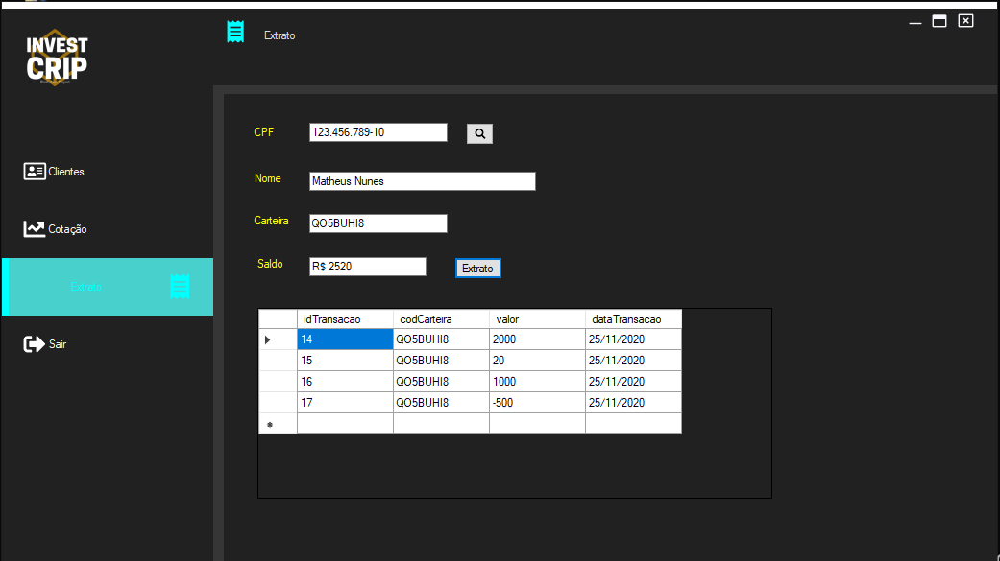 INVEST
CRIP
Extrato
Clientes
Cotação
Extrato
Sair
CPF 123.456.789-10
Nome Matheus Nunes
Carteira QO5BUHI8
Saldo R$ 2520 Extrato
idTransacao codCarteira valor dataTransacao
14 QO5BUHI8 2000 25/11/2020
15 QO5BUHI8 20 25/11/2020
16 QO5BUHI8 1000 25/11/2020
17 QO5BUHI8 -500 25/11/2020